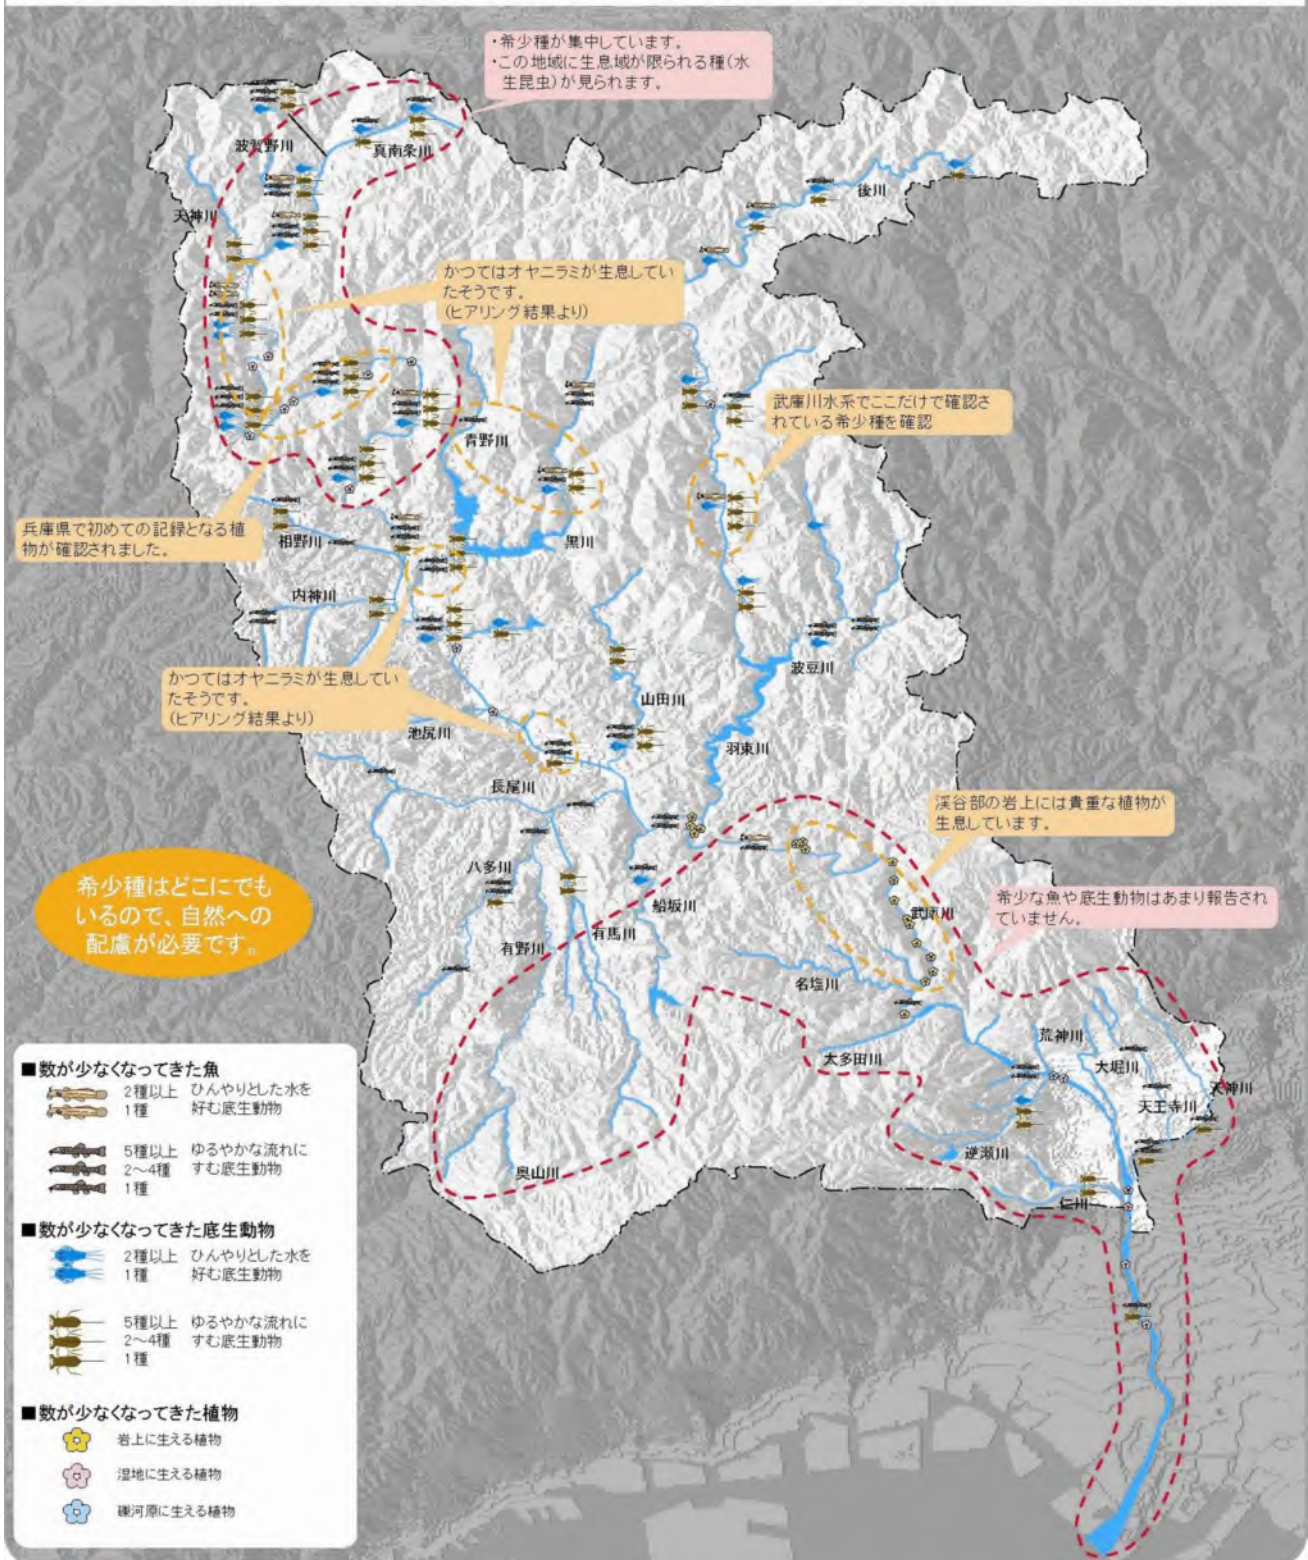 ・希少種が集中しています。
・この地域に生息域が限られる種（水
生昆虫）が見られます。
波賀野川
真南条川
天神川
後川
かつてはオヤニラミが生息してい
たそうです。
(ヒアリング結果より)
武庫川水系でここだけで確認さ
れている希少種を確認
青野川
兵庫県で初めての記録となる植
物が確認されました。
相野川
黒川
内神川
波豆川
かつてはオヤニラミが生息してい
たそうです。
(ヒアリング結果より)
山田川
池尻川
羽束川
長尾川
渓谷部の岩上には貴重な植物が
生息しています。
八多川
希少種はどこにでも
いるので、自然への
配慮が必要です。
船坂川
武庫川
希少な魚や底生動物はあまり報告され
ていません。
有馬川
有野川
名塩川
太多田川
荒神川
大堀川
天神川
天王寺川
逆瀬川
仁川
奥山川
■数が少なくなってきた魚
2種以上 ひんやりとした水を
1種 好む底生動物
5種以上 ゆるやかな流れに
2～4種 すむ底生動物
1種
■数が少なくなってきた底生動物
2種以上 ひんやりとした水を
1種 好む底生動物
5種以上 ゆるやかな流れに
2～4種 すむ底生動物
1種
■数が少なくなってきた植物
岩上に生える植物
湿地に生える植物
礫河原に生える植物